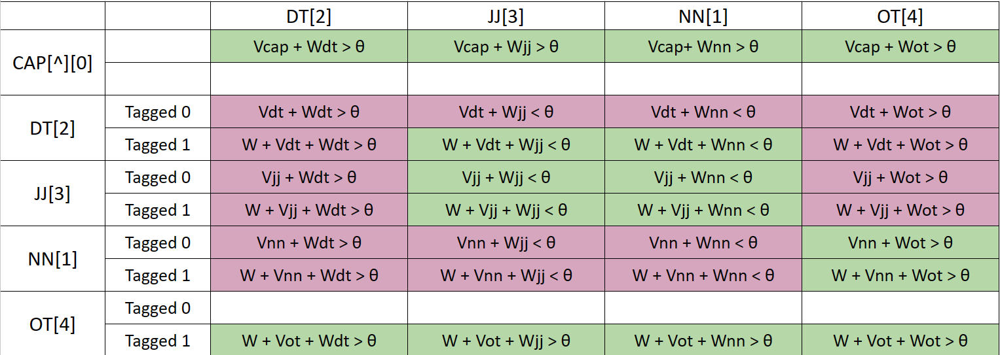 DT[2] JJ[3] NN[1] OT[4]
CAP[^][0] Vcap + Wdt > θ Vcap + Wjj > θ Vcap+ Wnn > θ Vcap + Wot > θ
DT[2] Tagged 0 Vdt + Wdt > θ Vdt + Wjj < θ Vdt + Wnn < θ Vdt + Wot > θ
Tagged 1 W + Vdt + Wdt > θ W + Vdt + Wjj < θ W + Vdt + Wnn < θ W + Vdt + Wot > θ
JJ[3] Tagged 0 Vjj + Wdt > θ Vjj + Wjj < θ Vjj + Wnn < θ Vjj + Wot > θ
Tagged 1 W + Vjj + Wdt > θ W + Vjj + Wjj < θ W + Vjj + Wnn < θ W + Vjj + Wot > θ
NN[1] Tagged 0 Vnn + Wdt > θ Vnn + Wjj < θ Vnn + Wnn < θ Vnn + Wot > θ
Tagged 1 W + Vnn + Wdt > θ W + Vnn + Wjj < θ W + Vnn + Wnn < θ W + Vnn + Wot > θ
OT[4] Tagged 0
Tagged 1 W + Vot + Wdt > θ W + Vot + Wjj > θ W + Vot + Wnn > θ W + Vot + Wot > θ